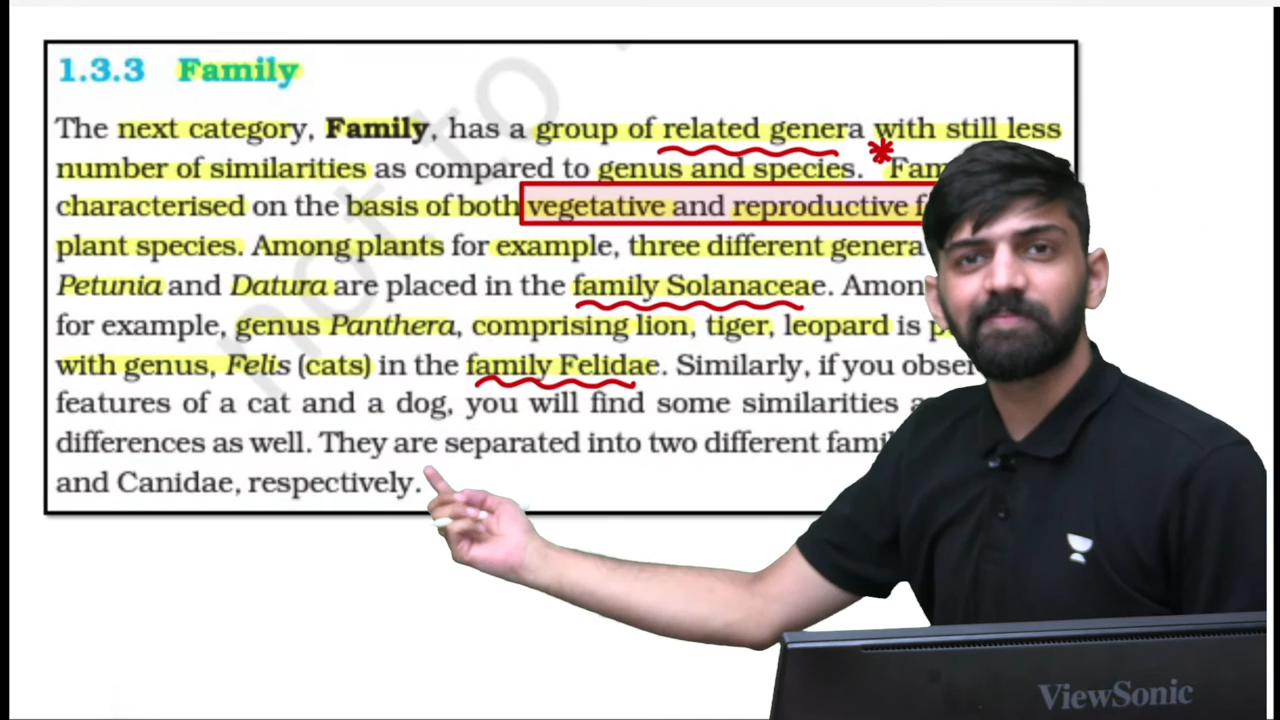 1.3.3 Family
The next category, Family, has a group of related genera with still less
number of similarities as compared to genus and species.
characterised on the basis of both vegetative and reproductive
plant species. Among plants for example, three different genera
Petunia and Datura are placed in the family Solanaceae.
for example, genus Panthera, comprising lion, tiger, leopard is
with genus, Felis (cats) in the family Felidae. Similarly, if you
features of a cat and a dog, you will find some similarities
differences as well. They are separated into two different
and Canidae, respectively.
not to
ViewSonic